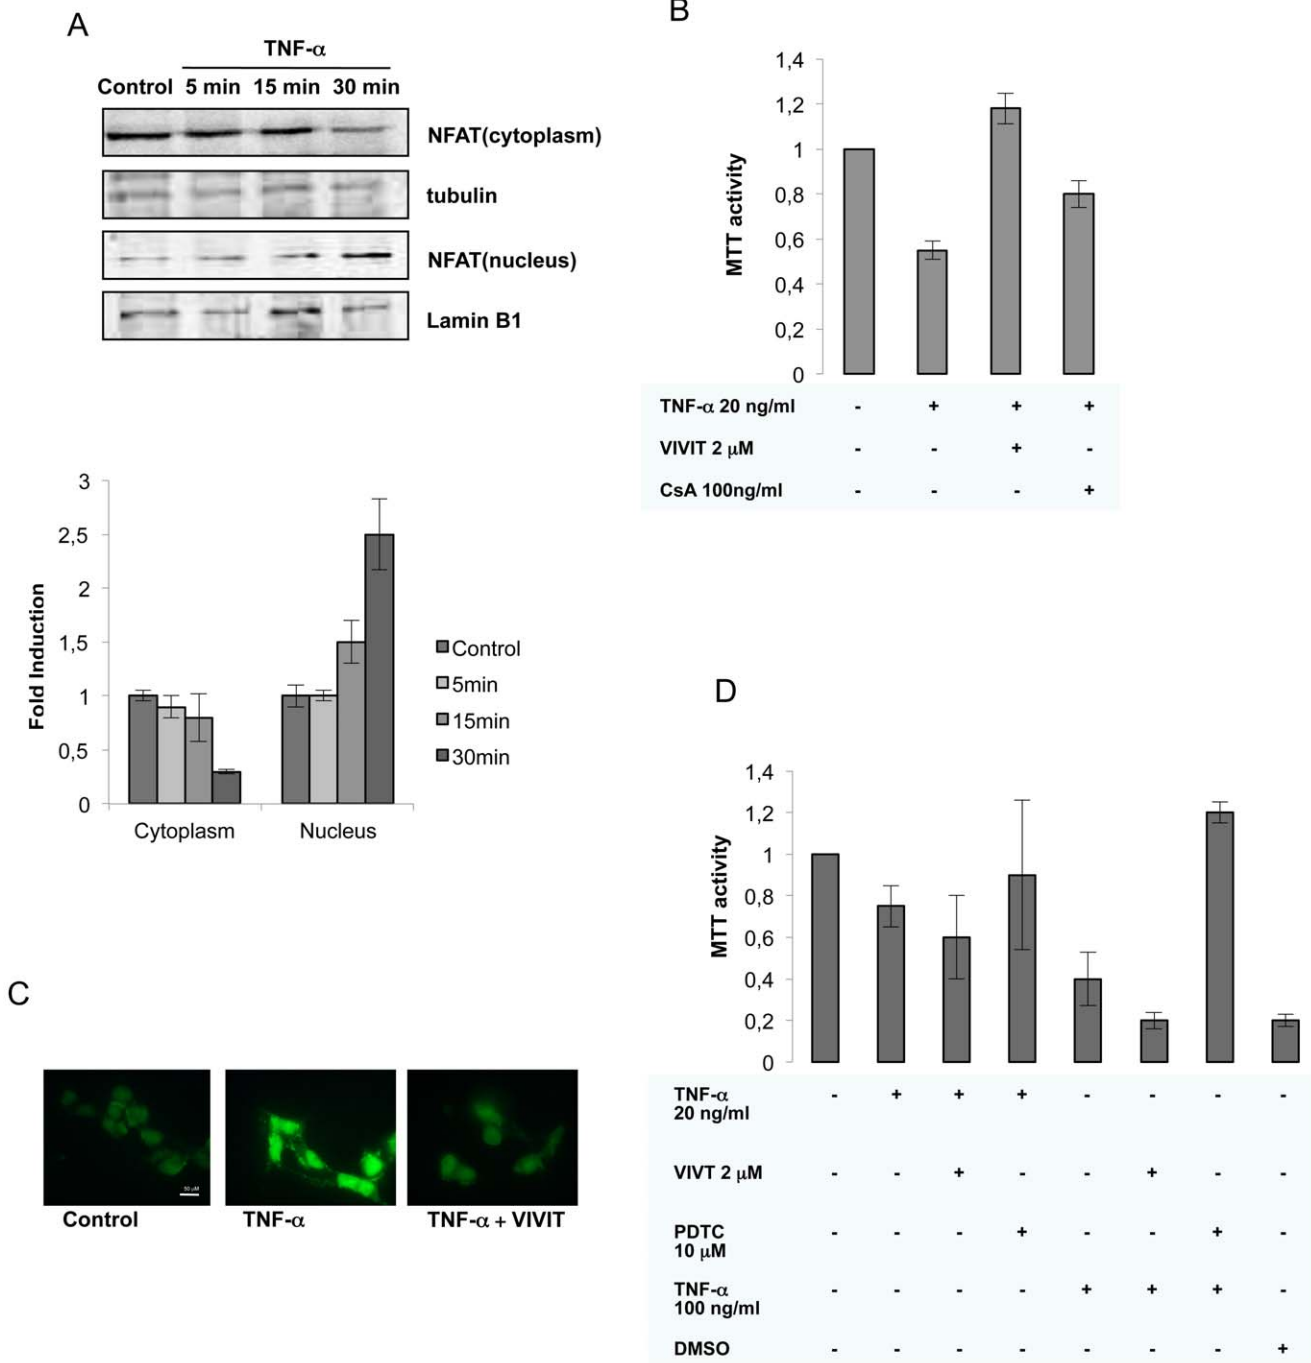 A
TNF-α
Control 5 min 15 min 30 min
NFAT(cytoplasm)
tubulin
NFAT(nucleus)
Lamin B1
3
2,5
2
1,5
1
0,5
0
Fold Induction
Cytoplasm Nucleus
Control
5min
15min
30min
B
1,4
1,2
1
0,8
0,6
0,4
0,2
0
MTT activity
TNF-α 20 ng/ml - + + +
VIVIT 2 μM - - + -
CsA 100ng/ml - - - +
C
50 μM
Control TNF-α TNF-α + VIVIT
D
1,4
1,2
1
0,8
0,6
0,4
0,2
0
MTT activity
TNF-α - + + + - - - -
20 ng/ml
VIVT 2 μM - - + - - + - -
PDTC - - - + - - + -
10 μM
TNF-α - - - - + + + -
100 ng/ml
DMSO - - - - - - - +